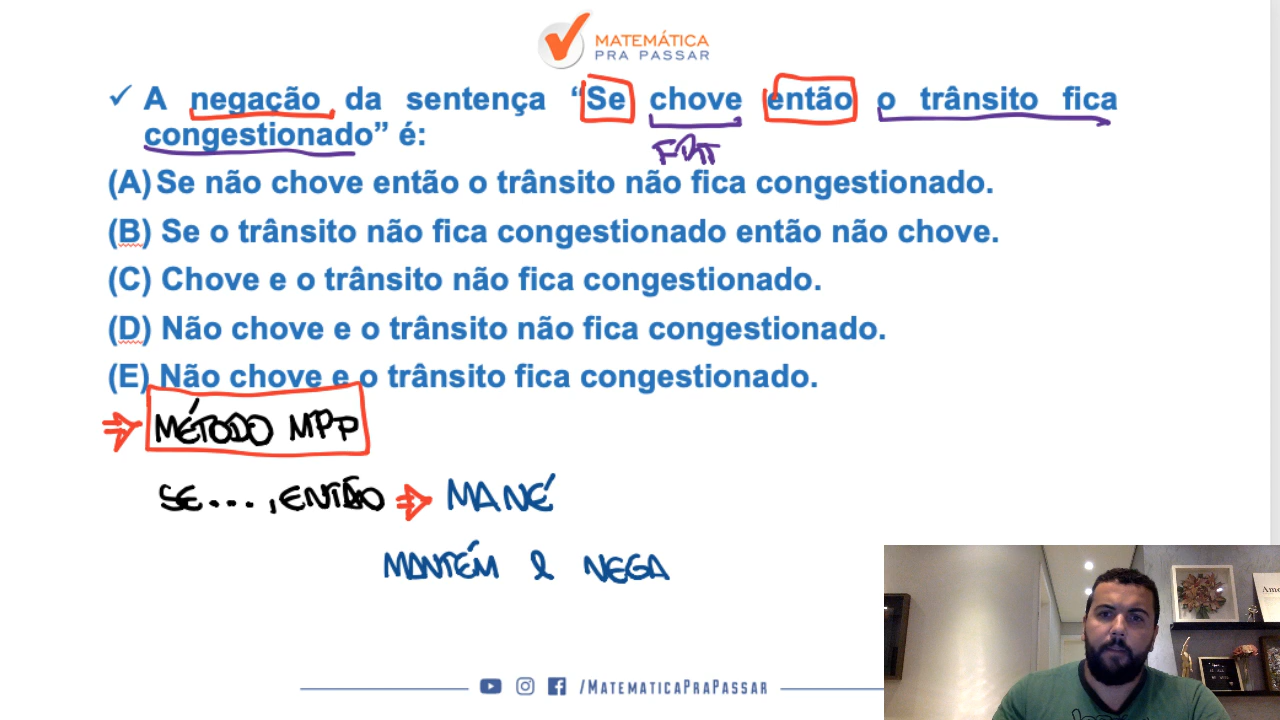 MATEMÁTICA
PRA PASSAR
✓ A negação da sentença “Se chove então o trânsito fica
congestionado” é:
(A) Se não chove então o trânsito não fica congestionado.
(B) Se o trânsito não fica congestionado então não chove.
(C) Chove e o trânsito não fica congestionado.
(D) Não chove e o trânsito não fica congestionado.
(E) Não chove e o trânsito fica congestionado.
⇒ MÉTODO MPP
SE..., ENTÃO ⇒ MANÉ
MANTÉM e NEGA
/MatematicaPraPassar